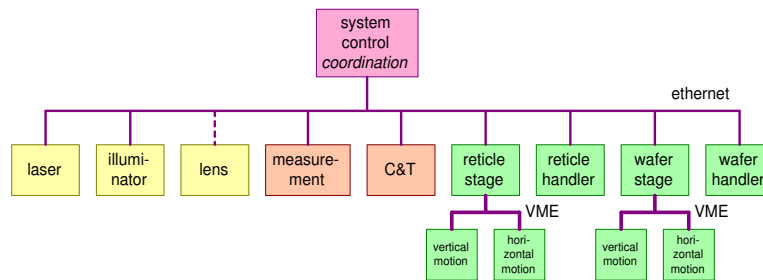 system
control
coordination
ethernet
laser
illumi-
nator
lens
measure-
ment
C&T
reticle
stage
reticle
handler
wafer
stage
wafer
handler
VME
VME
vertical
motion
hori-
zontal
motion
vertical
motion
hori-
zontal
motion